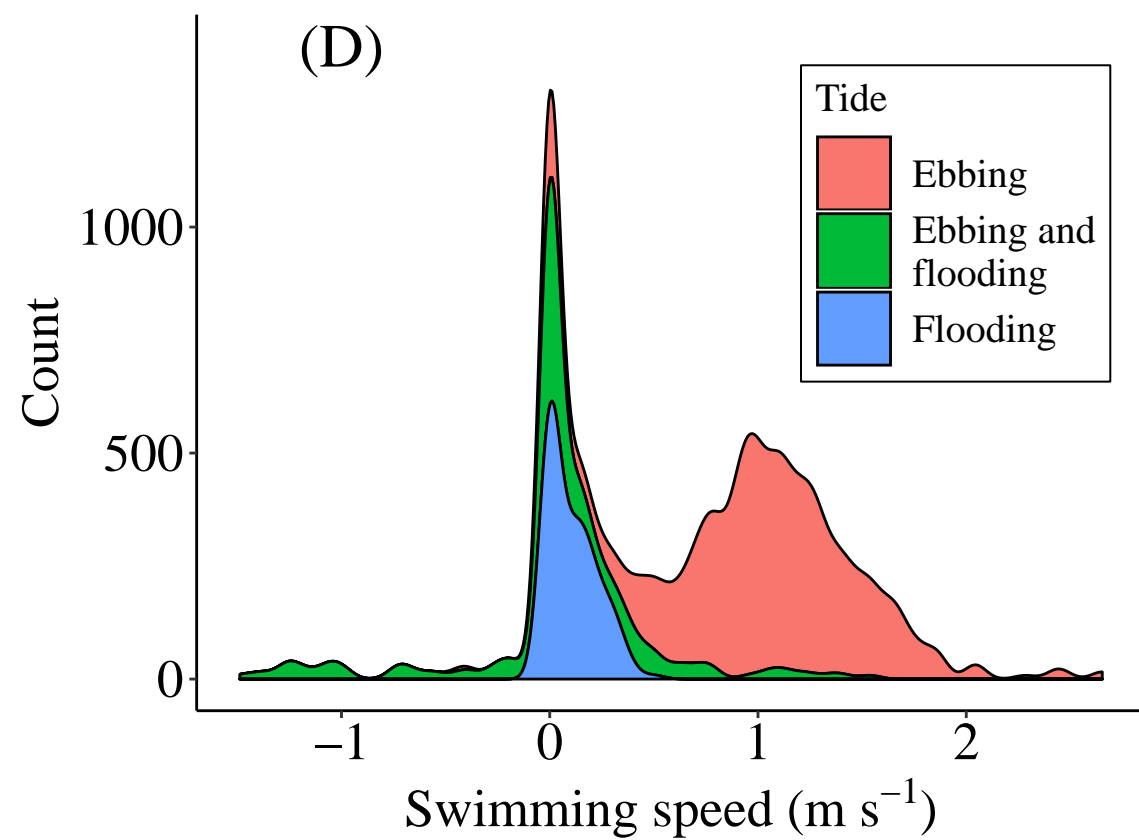 (D)
Tide
Ebbing
Ebbing and
flooding
Flooding
Count
1000
500
0
−1
0
1
2
Swimming speed (m s⁻¹)